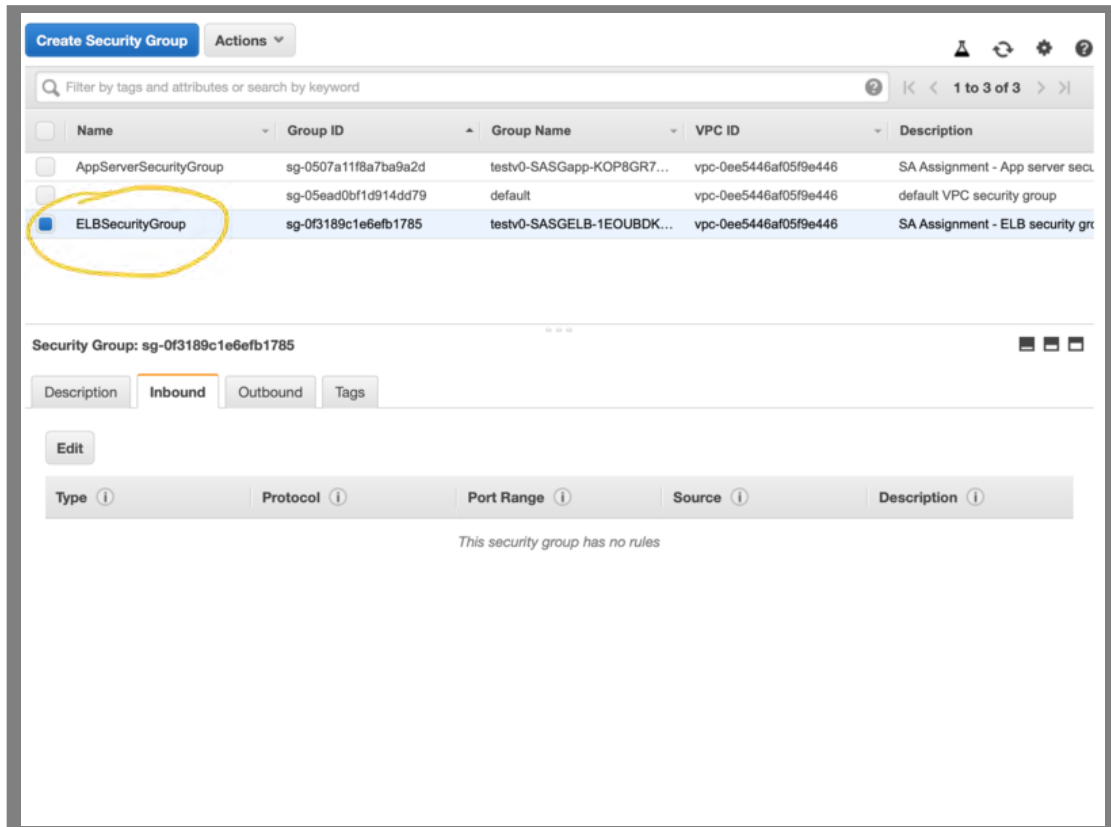 Create Security Group Actions
Filter by tags and attributes or search by keyword 1 to 3 of 3
Name Group ID Group Name VPC ID Description
AppServerSecurityGroup sg-0507a11f8a7ba9a2d testv0-SASGapp-KOP8GR7... vpc-0ee5446af05f9e446 SA Assignment - App server secu
sg-05ead0bf1d914dd79 default vpc-0ee5446af05f9e446 default VPC security group
ELBSecurityGroup sg-0f3189c1e6efb1785 testv0-SASGELB-1EOUBDK... vpc-0ee5446af05f9e446 SA Assignment - ELB security gro
Security Group: sg-0f3189c1e6efb1785
Description Inbound Outbound Tags
Edit
Type Protocol Port Range Source Description
This security group has no rules